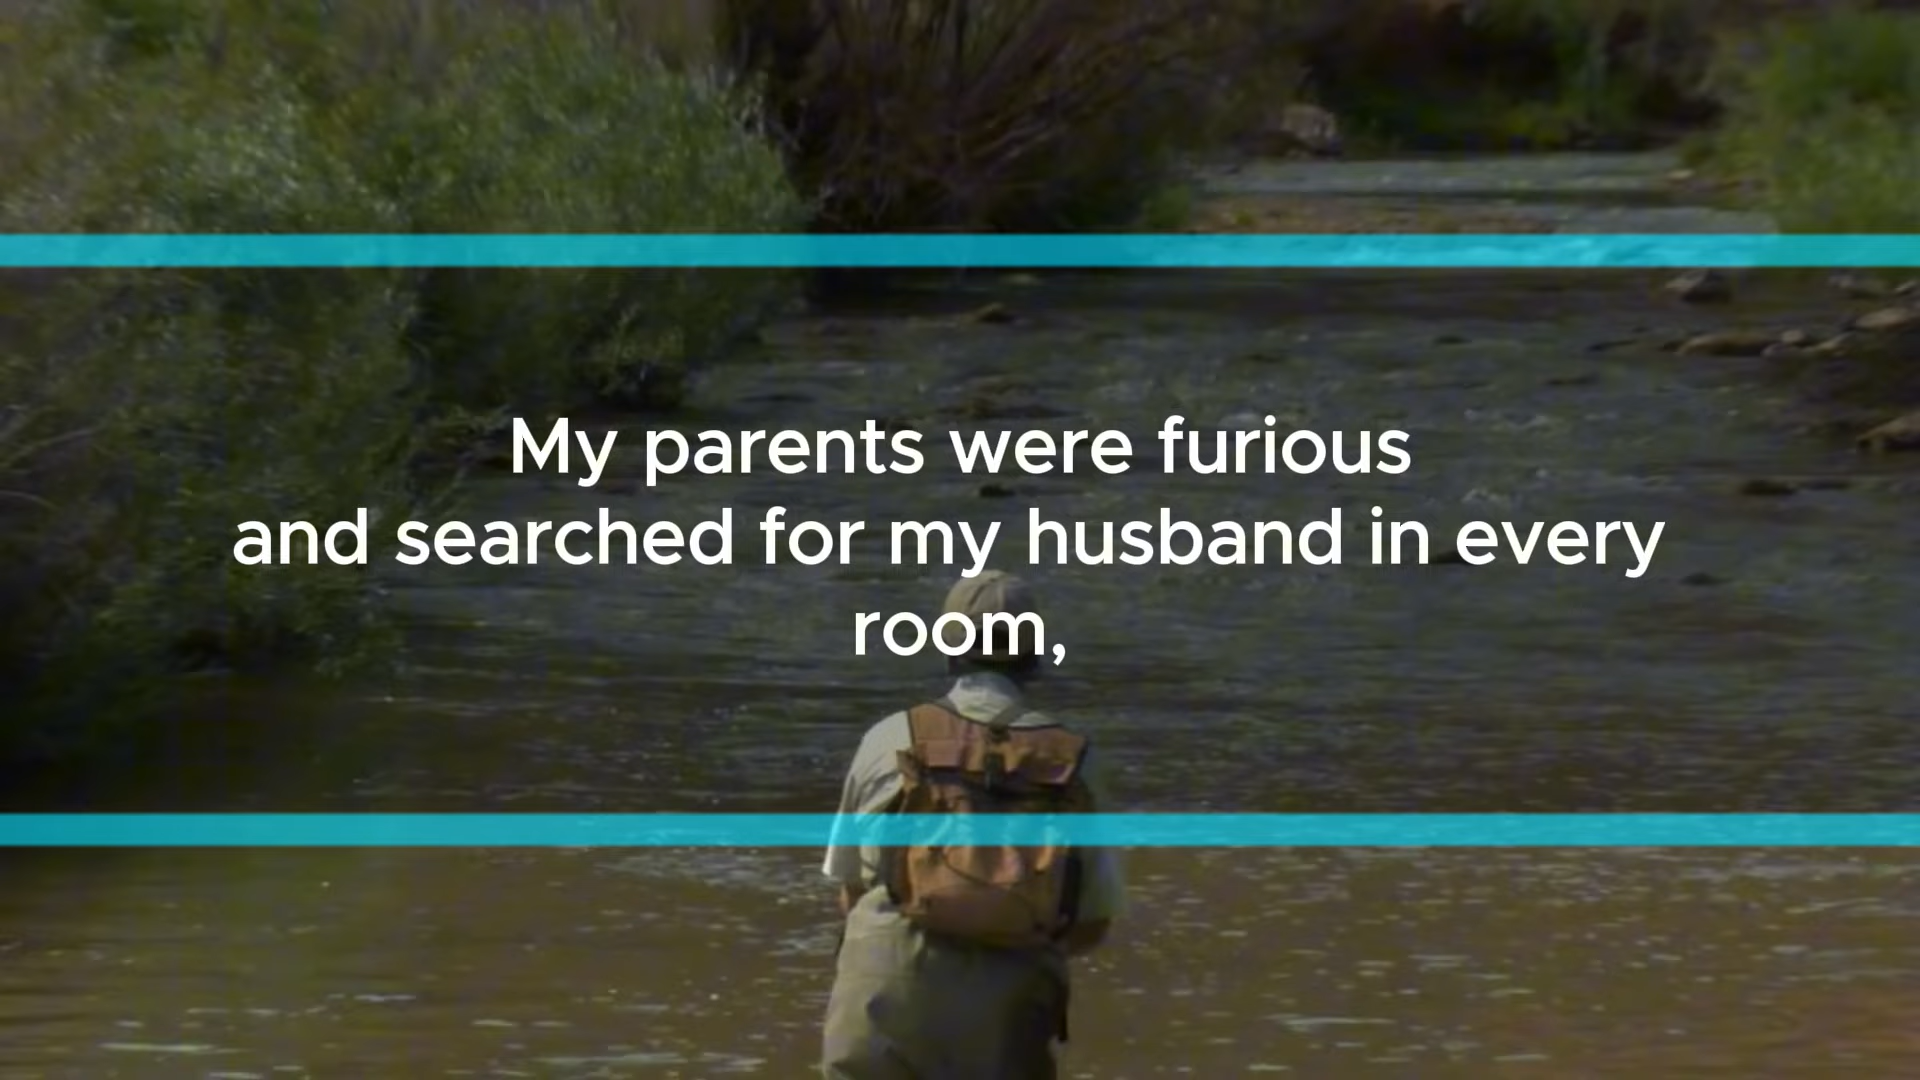 My parents were furious
and searched for my husband in every
room,